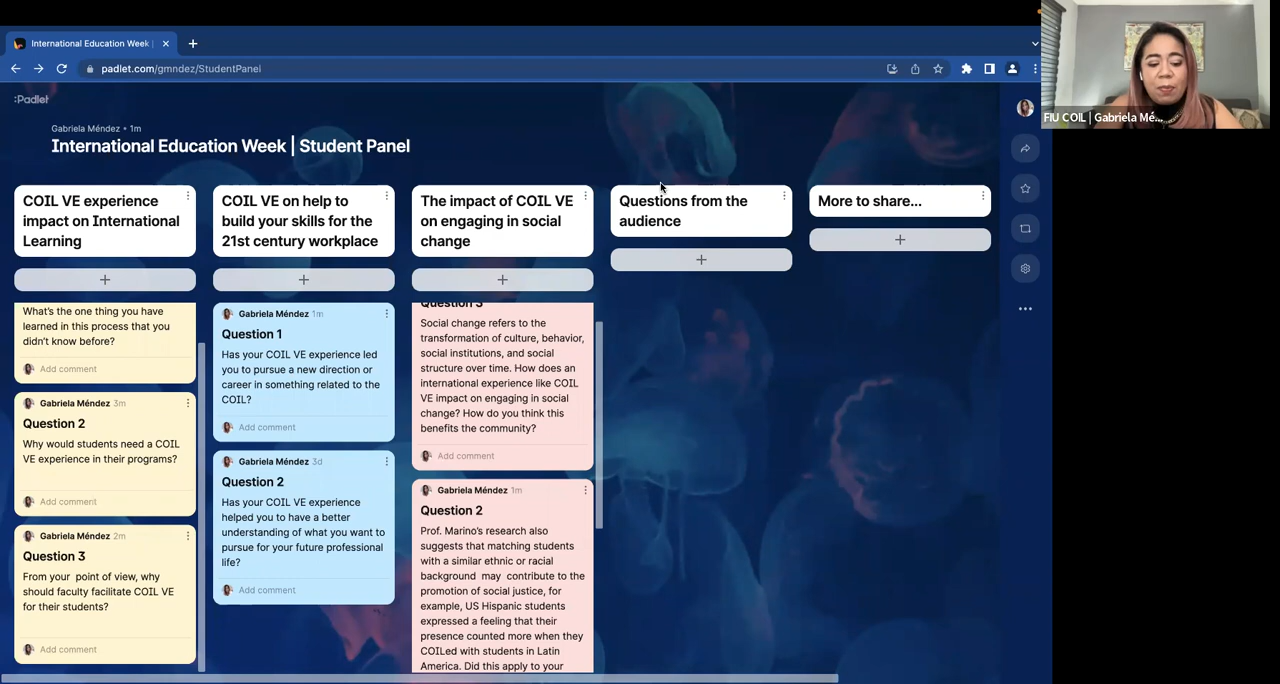 International Education Week |
padlet.com/gmndez/StudentPanel
FIU COIL | Gabriela Mé...
:Padlet
Gabriela Méndez • 1m
International Education Week | Student Panel
COIL VE experience
impact on International
Learning
+
What's the one thing you have
learned in this process that you
didn't know before?
Add comment
Gabriela Méndez 3m
Question 2
Why would students need a COIL
VE experience in their programs?
Add comment
Gabriela Méndez 2m
Question 3
From your point of view, why
should faculty facilitate COIL VE
for their students?
Add comment
COIL VE on help to
build your skills for the
21st century workplace
+
Gabriela Méndez 1m
Question 1
Has your COIL VE experience led
you to pursue a new direction or
career in something related to the
COIL?
Add comment
Gabriela Méndez 3d
Question 2
Has your COIL VE experience
helped you to have a better
understanding of what you want to
pursue for your future professional
life?
Add comment
The impact of COIL VE
on engaging in social
change
+
Question 3
Social change refers to the
transformation of culture, behavior,
social institutions, and social
structure over time. How does an
international experience like COIL
VE impact on engaging in social
change? How do you think this
benefits the community?
Add comment
Gabriela Méndez 1m
Question 2
Prof. Marino's research also
suggests that matching students
with a similar ethnic or racial
background may contribute to the
promotion of social justice, for
example, US Hispanic students
expressed a feeling that their
presence counted more when they
COILed with students in Latin
America. Did this apply to your
Questions from the
audience
+
More to share...
+